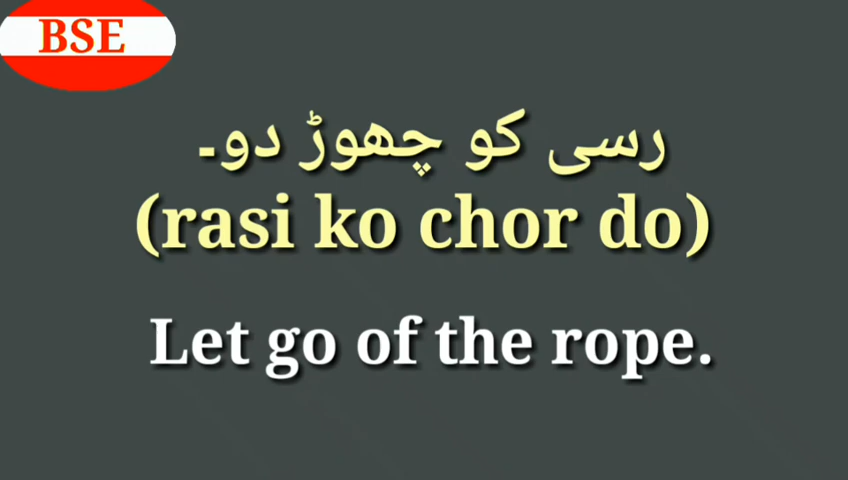 BSE
رسی کو چھوڑ دو۔
(rasi ko chor do)
Let go of the rope.